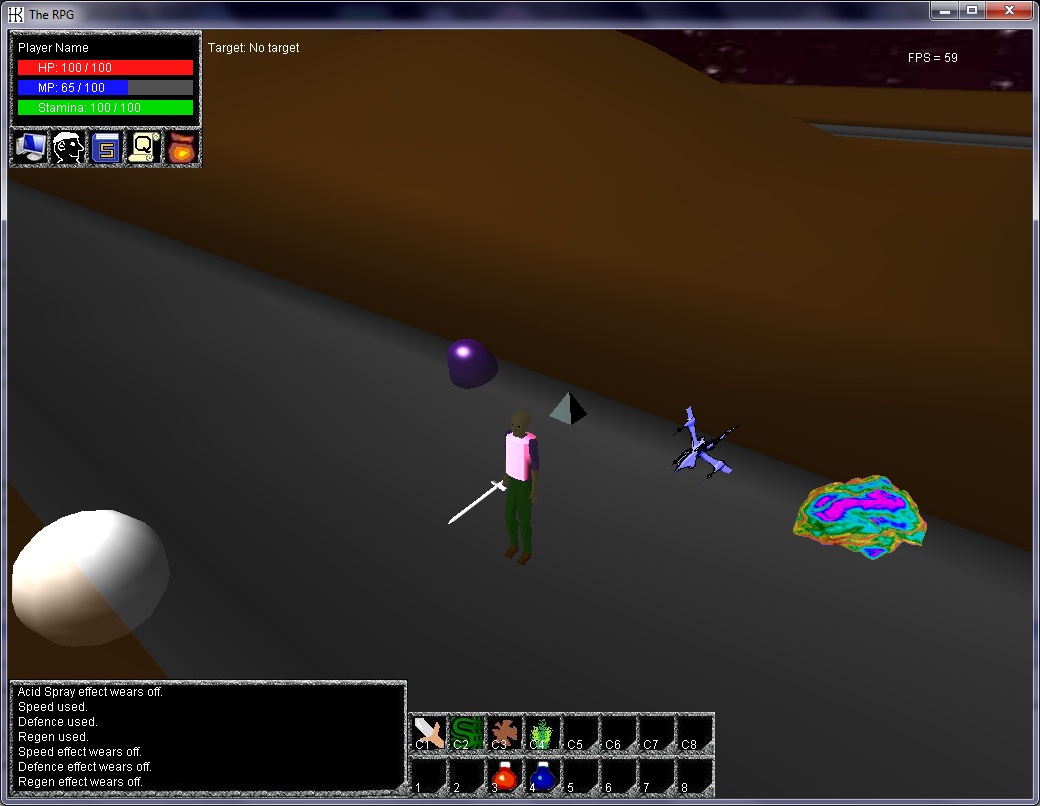 The RPG
Player Name
Target: No target
FPS = 59
HP: 100 / 100
MP: 65 / 100
Stamina: 100 / 100
S Q
Acid Spray effect wears off.
Speed used.
Defence used.
Regen used.
Speed effect wears off.
Defence effect wears off.
Regen effect wears off.
C1 C2 C3 C4 C5 C6 C7 C8
1 2 3 4 5 6 7 8